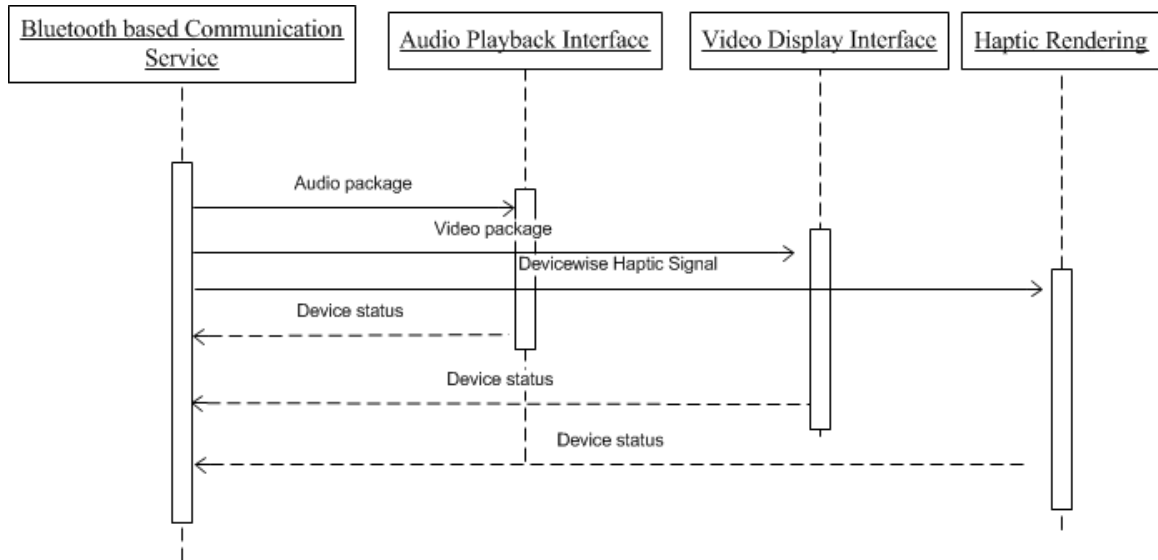 Bluetooth based Communication
Service
Audio Playback Interface
Video Display Interface
Haptic Rendering
Audio package
Video package
Devicewise Haptic Signal
Device status
Device status
Device status